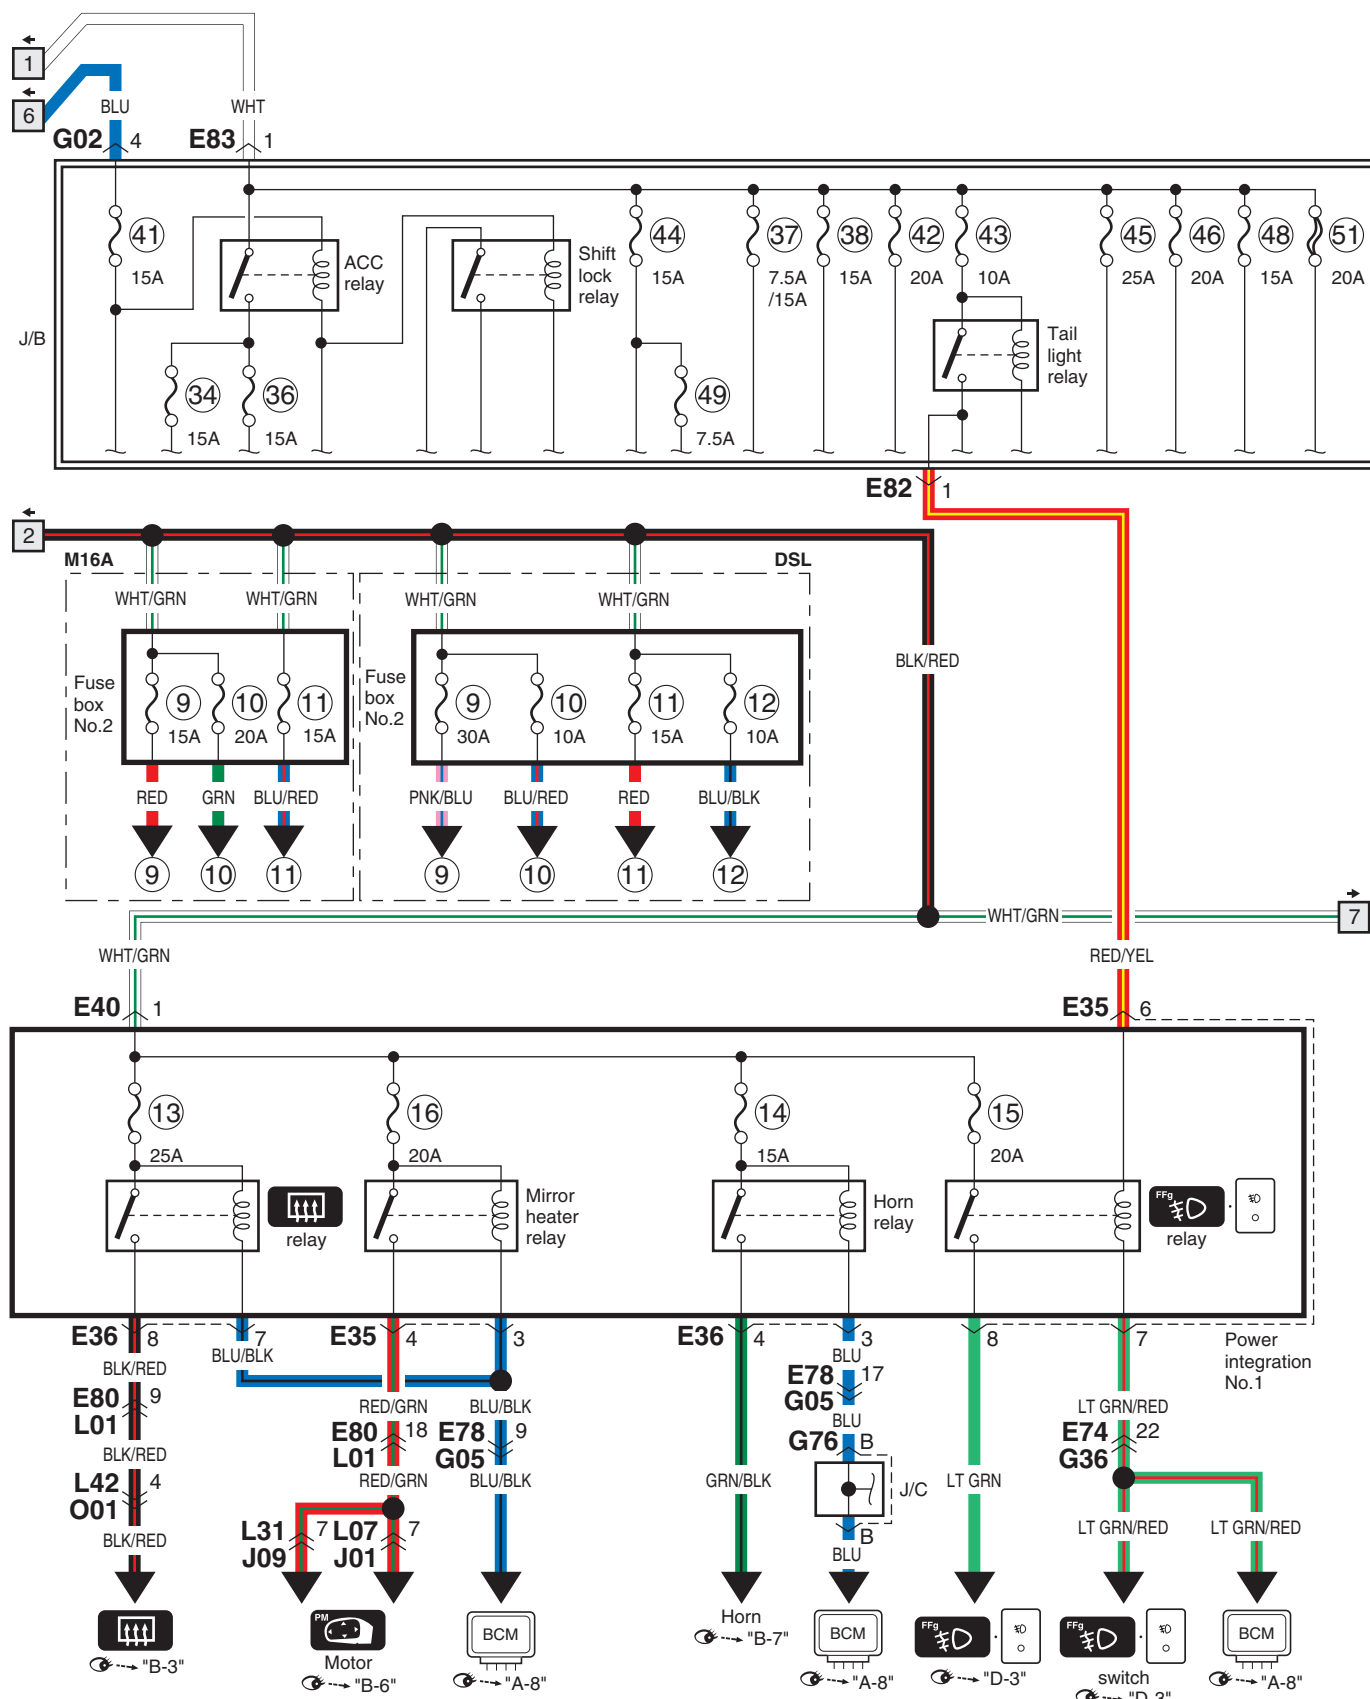 1
6
BLU
WHT
G02 4
E83 1
41
15A
ACC
relay
Shift
lock
relay
44
15A
37
7.5A
/15A
38
15A
42
20A
43
10A
45
25A
46
20A
48
15A
51
20A
J/B
34
15A
36
15A
49
7.5A
Tail
light
relay
E82 1
2
M16A
DSL
WHT/GRN
WHT/GRN
WHT/GRN
WHT/GRN
BLK/RED
Fuse
box
No.2
9
15A
10
20A
11
15A
Fuse
box
No.2
9
30A
10
10A
11
15A
12
10A
RED
GRN
BLU/RED
PNK/BLU
BLU/RED
RED
BLU/BLK
9
10
11
9
10
11
12
WHT/GRN
7
WHT/GRN
RED/YEL
E40 1
E35 6
13
25A
16
20A
14
15A
15
20A
relay
Mirror
heater
relay
Horn
relay
FFg
relay
E36 8
7
E35 4
3
E36 4
3
8
7
Power
integration
No.1
BLK/RED
BLU/BLK
BLU
E80 9
L01
RED/GRN
BLU/BLK
E78 17
G05
LT GRN/RED
BLK/RED
E80 18
L01
E78 9
G05
BLU
E74 22
G36
L42 4
O01
RED/GRN
BLU/BLK
G76 B
GRN/BLK
J/C
LT GRN
BLK/RED
L31 7
J09
L07 7
J01
B
BLU
LT GRN/RED
LT GRN/RED
"B-3"
PM
Motor
"B-6"
BCM
"A-8"
Horn
"B-7"
BCM
"A-8"
FFg
"D-3"
FFg
switch
"D-3"
BCM
"A-8"